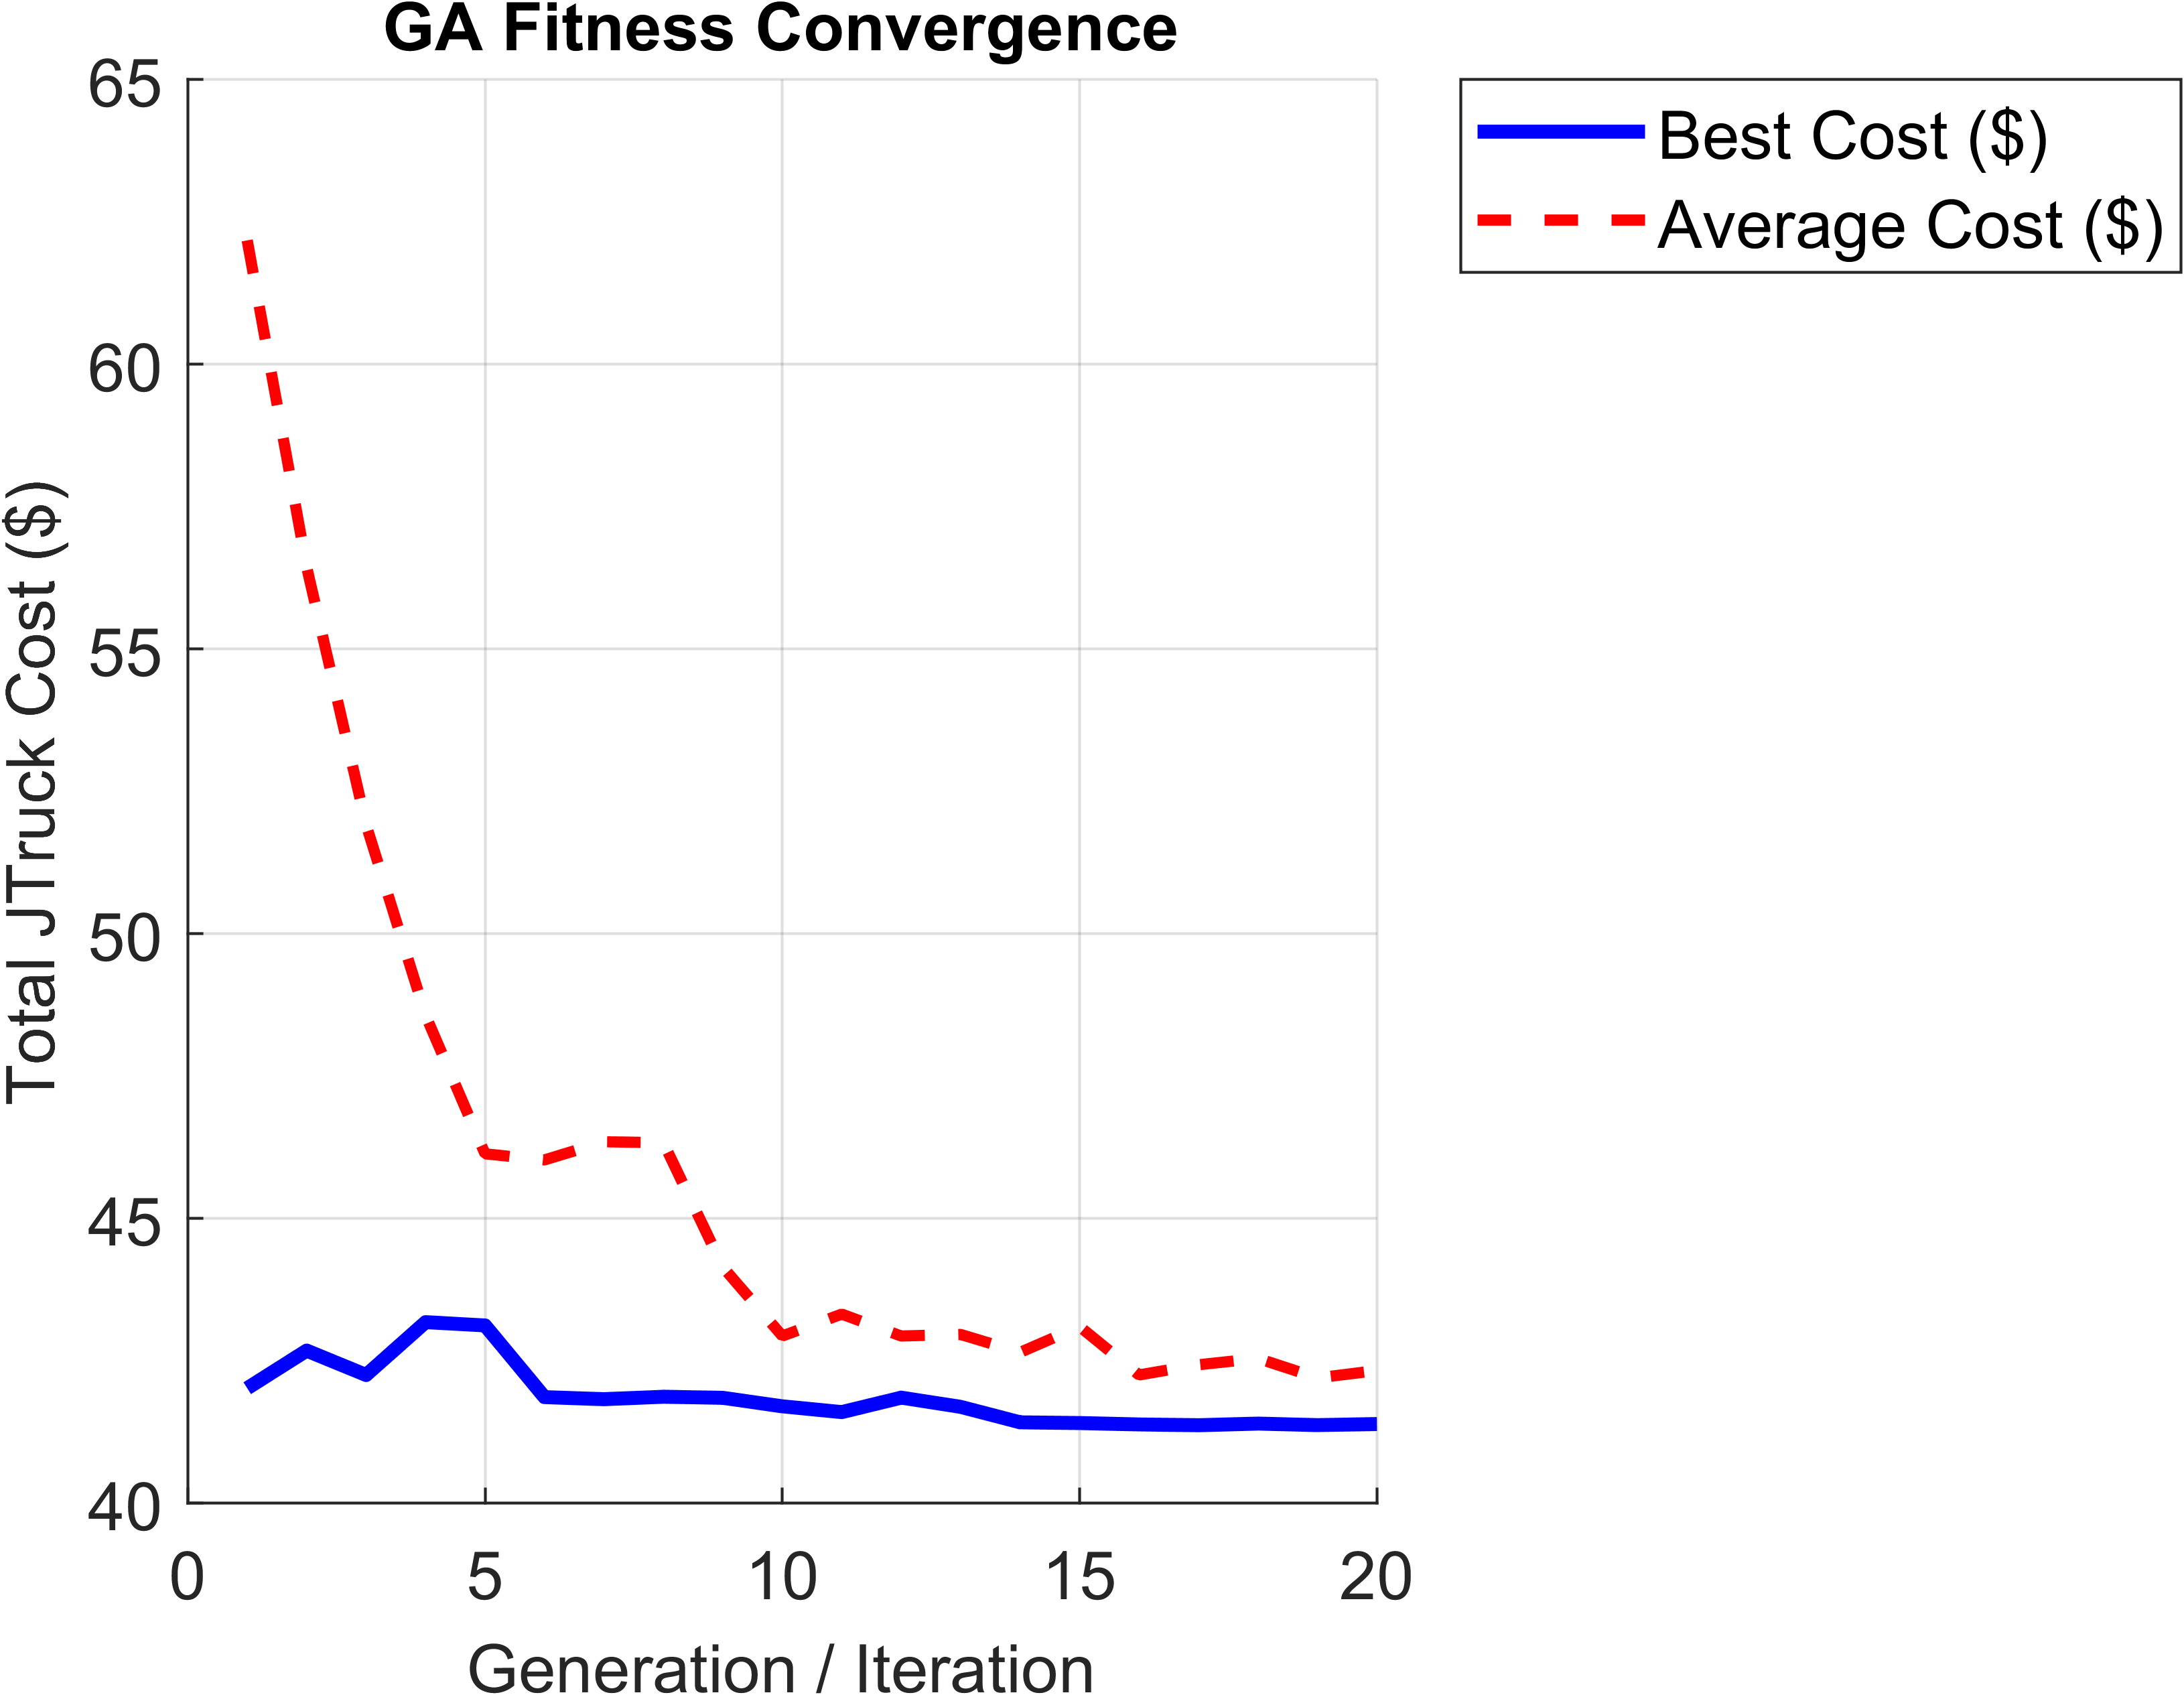 GA Fitness Convergence
Best Cost ($)
Average Cost ($)
Total JTruck Cost ($)
65
60
55
50
45
40
0 5 10 15 20
Generation / Iteration